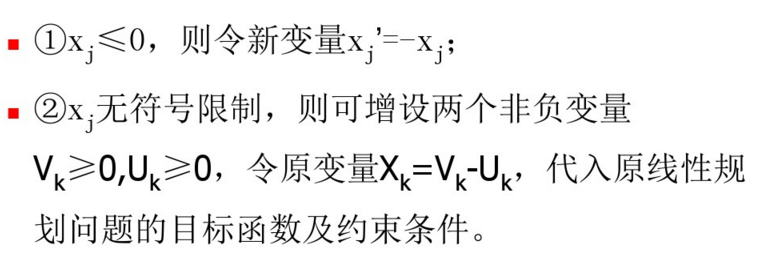 ①xj≤0，则令新变量xj’=-xj；
②xj无符号限制，则可增设两个非负变量
Vk≥0,Uk≥0，令原变量Xk=Vk-Uk，代入原线性规
划问题的目标函数及约束条件。